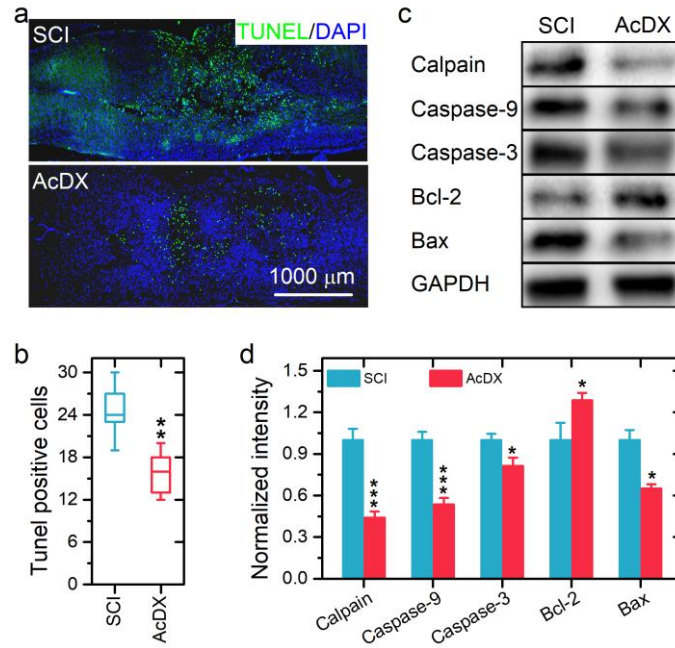 a
SCI
TUNEL/DAPI
AcDX
1000 μm
b
Tunel positive cells
30
24
18
12
6
0
**
SCI
AcDX
c
SCI AcDX
Calpain
Caspase-9
Caspase-3
Bcl-2
Bax
GAPDH
d
Normalized intensity
1.5
1.2
0.9
0.6
0.3
0.0
SCI AcDX
***
***
*
*
*
Calpain
Caspase-9
Caspase-3
Bcl-2
Bax